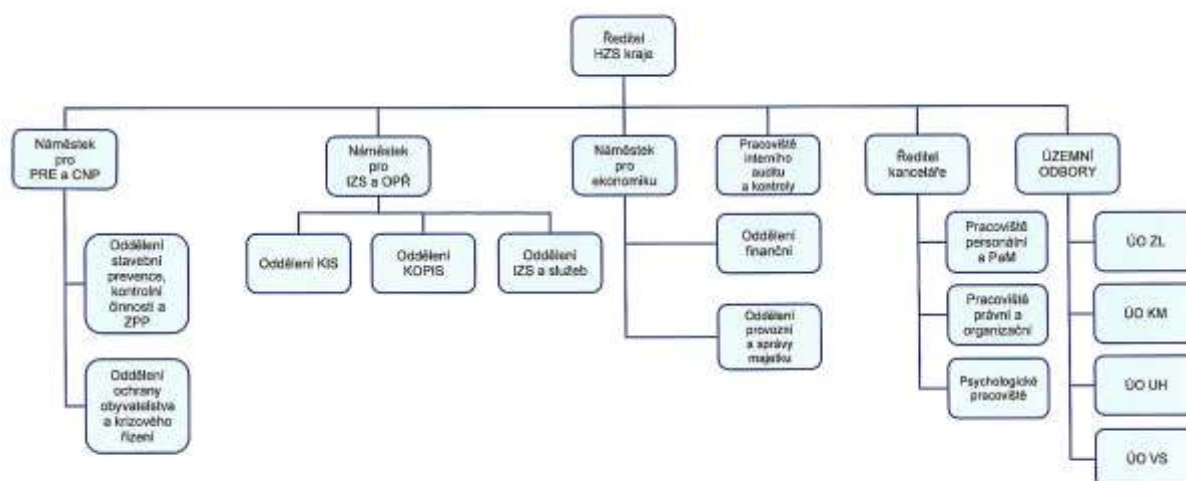 Ředitel
HZS kraje
Náměstek
pro
PRE a CNP
Náměstek
pro
IZS a OPŘ
Náměstek
pro
ekonomiku
Pracoviště
interního
auditu
a kontroly
Ředitel
kanceláře
ÚZEMNÍ
ODBORY
Oddělení
stavební
prevence,
kontrolní
činnosti a
ZPP
Oddělení
ochrany
obyvatelstva
a krizového
řízení
Oddělení KIS
Oddělení
KOPIS
Oddělení
IZS a služeb
Oddělení
finanční
Oddělení
provozní
a správy
majetku
Pracoviště
personální
a PaM
Pracoviště
právní a
organizační
Psychologické
pracoviště
ÚO ZL
ÚO KM
ÚO UH
ÚO VS